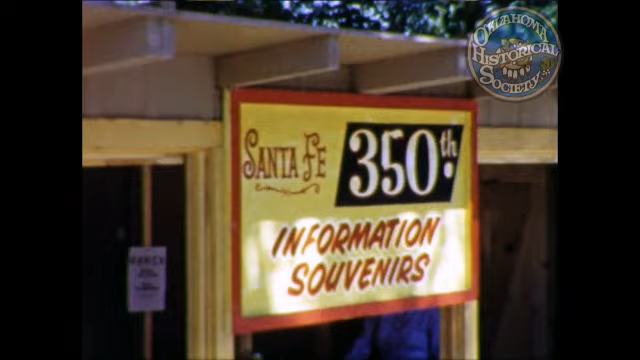 OKLAHOMA
HISTORICAL
SOCIETY
SANTA FE
350th
INFORMATION
SOUVENIRS